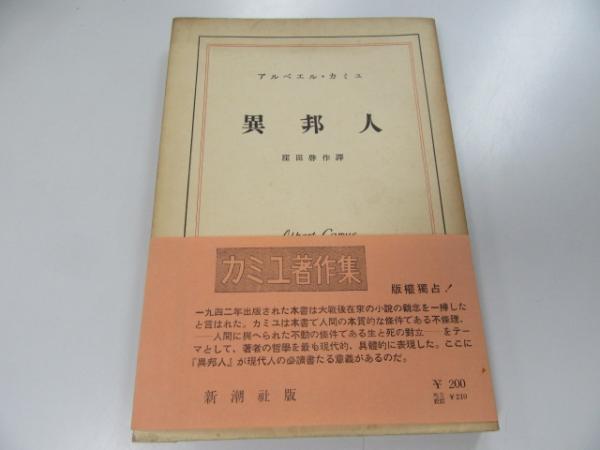 アルベエル・カミユ
異邦人
窪田啓作譯
Albert Camus
カミユ著作集
版權獨占!
一九四二年出版された本書は大戰後在來の小說の觀念を一掃した
と言はれた。カミユは本書で人間の本質的な條件である不條理、
——人間に與へられた不動の條件である生と死の對立——をテー
マとして、著者の哲學を最も現代的、具體的に表現した。ここに
『異邦人』が現代人の必讀書たる意義があるのだ。
新潮社版
￥200
￥210